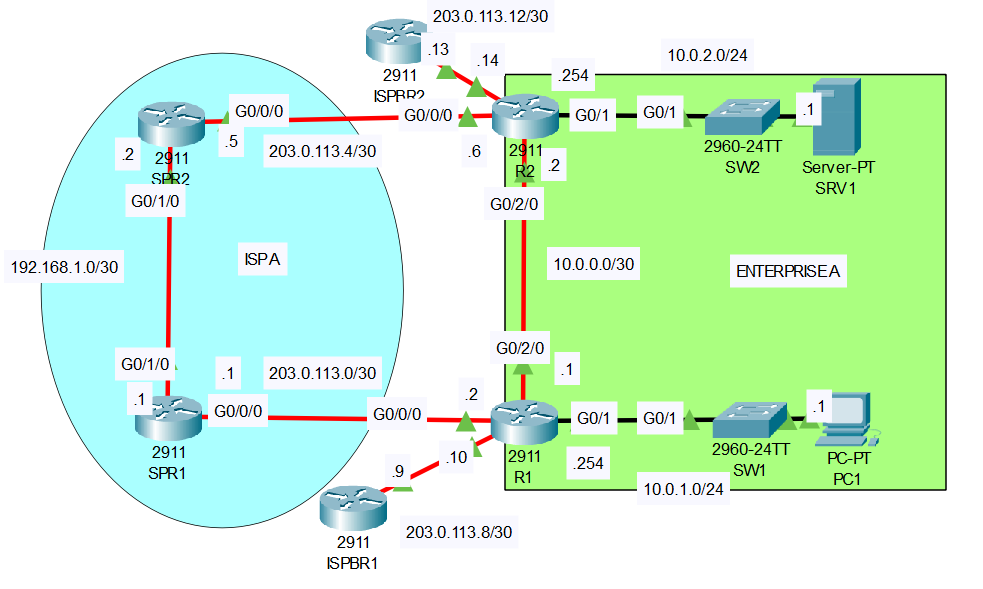 203.0.113.12/30
.13
.14
2911
ISPBR2
.254
10.0.2.0/24
G0/0/0
.5
G0/0/0
.6
G0/1
G0/1
.1
.2
2911
SPR2
203.0.113.4/30
2911
R2
.2
2960-24TT
SW2
Server-PT
SRV1
G0/1/0
G0/2/0
192.168.1.0/30
ISPA
10.0.0.0/30
ENTERPRISEA
G0/1/0
.1
.1
203.0.113.0/30
G0/2/0
.1
G0/0/0
G0/0/0
.2
G0/1
G0/1
.1
2911
SPR1
.9
.10
2911
R1
.254
2960-24TT
SW1
PC-PT
PC1
10.0.1.0/24
2911
ISPBR1
203.0.113.8/30